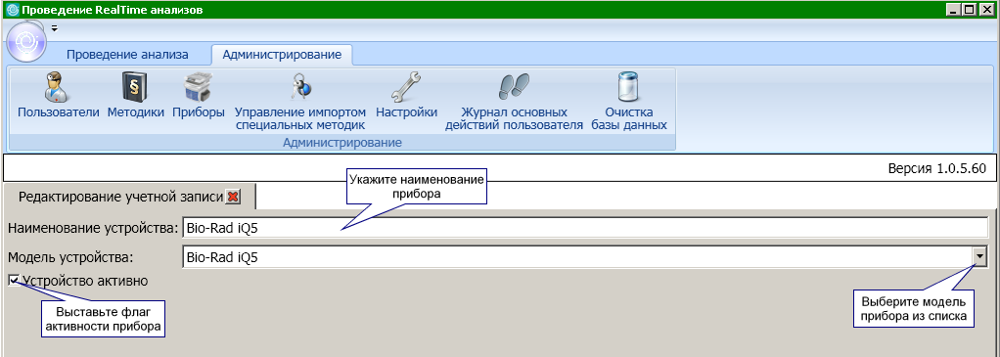 Проведение RealTime анализов
Проведение анализа
Администрирование
Пользователи
Методики
Приборы
Управление импортом
специальных методик
Настройки
Журнал основных
действий пользователя
Очистка
базы данных
Администрирование
Версия 1.0.5.60
Укажите наименование
прибора
Редактирование учетной записи
Наименование устройства: Bio-Rad iQ5
Модель устройства: Bio-Rad iQ5
Устройство активно
Выставьте флаг
активности прибора
Выберите модель
прибора из списка